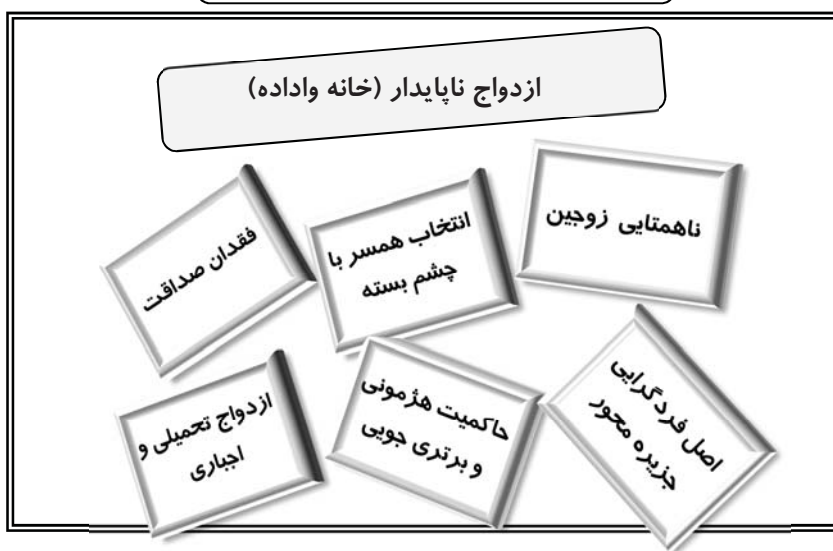 ازدواج ناپایدار (خانه واداده)
ناهمتایی زوجین
انتخاب همسر با
چشم بسته
فقدان صداقت
اصل فردگرایی
جزیره محور
حاکمیت هژمونی
و برتری جویی
ازدواج تحمیلی و
اجباری